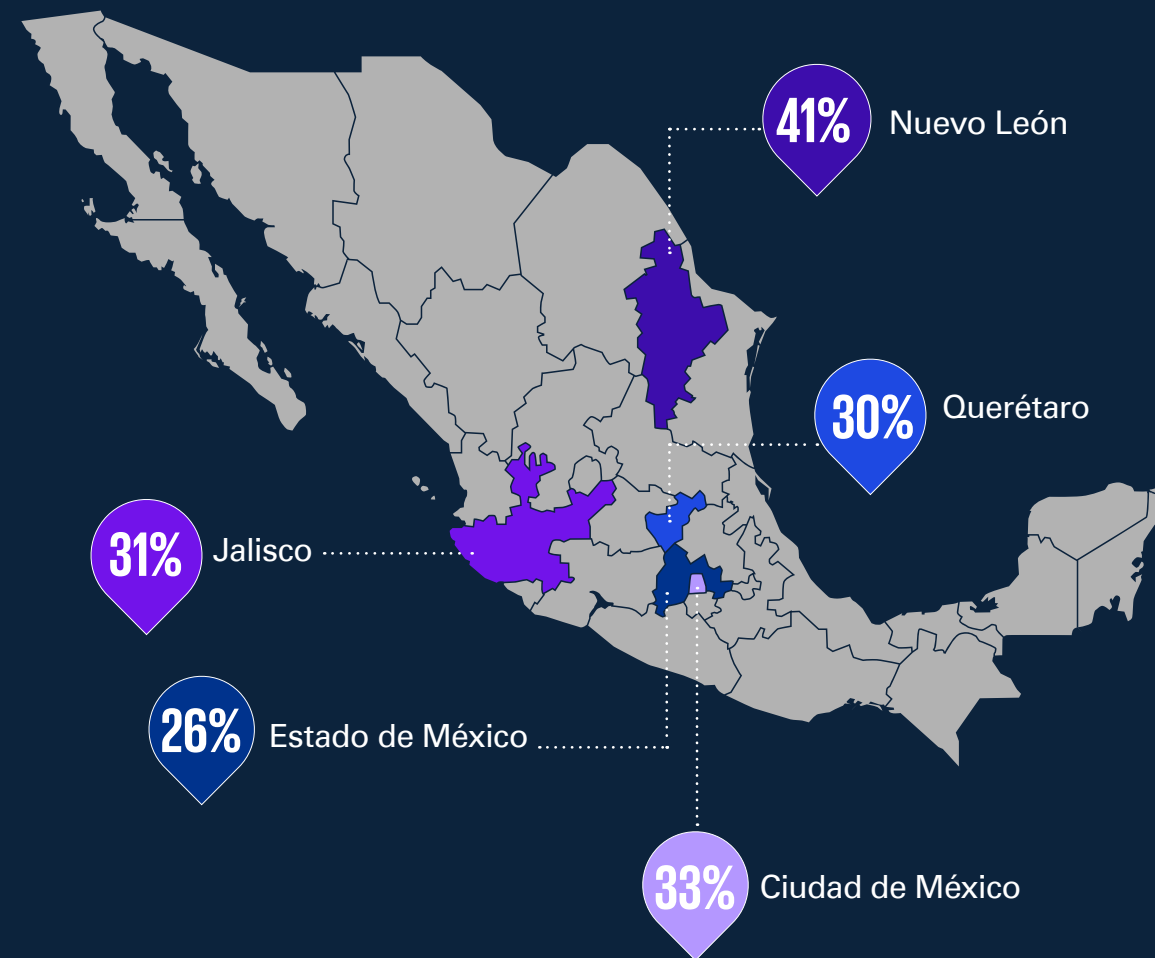 41% Nuevo León
30% Querétaro
31% Jalisco
26% Estado de México
33% Ciudad de México